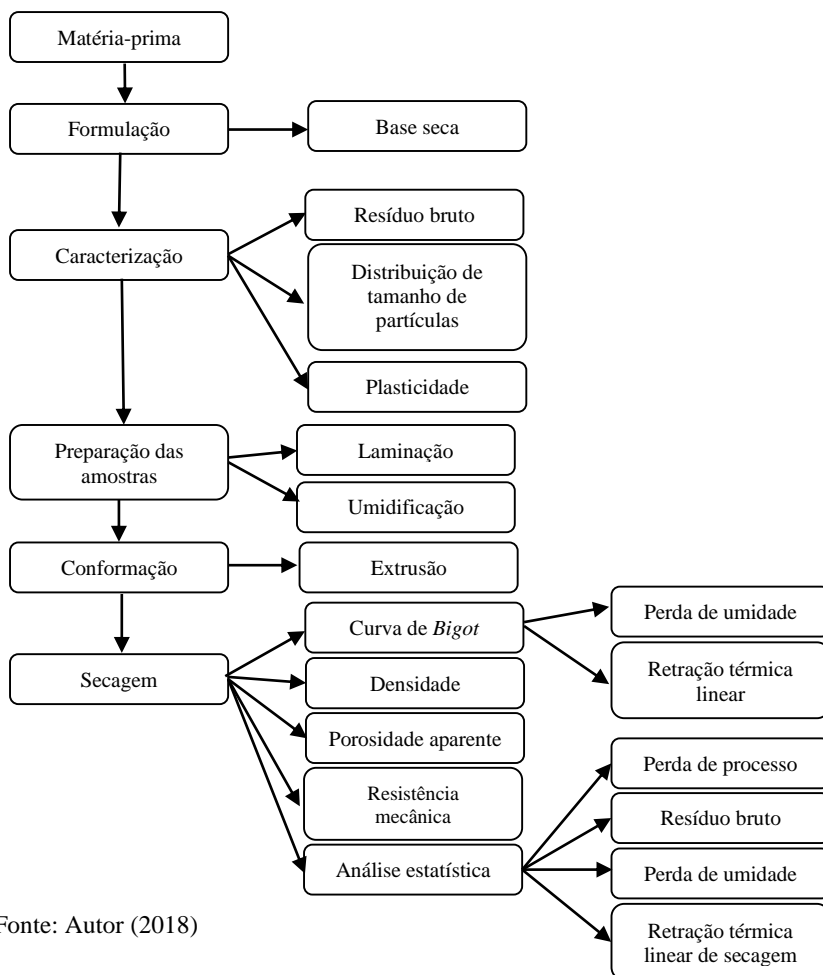 Matéria-prima
Formulação
Base seca
Caracterização
Resíduo bruto
Distribuição de
tamanho de
partículas
Plasticidade
Preparação das
amostras
Laminação
Umidificação
Conformação
Extrusão
Secagem
Curva de Bigot
Perda de umidade
Retração térmica
linear
Densidade
Porosidade aparente
Resistência
mecânica
Análise estatística
Perda de processo
Resíduo bruto
Perda de umidade
Retração térmica
linear de secagem
Fonte: Autor (2018)